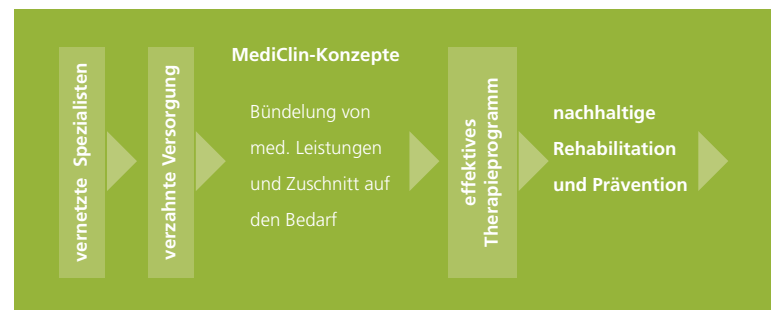 vernetzte Spezialisten
verzahnte Versorgung
MediClin-Konzepte
Bündelung von
med. Leistungen
und Zuschnitt auf
den Bedarf
effektives
Therapieprogramm
nachhaltige
Rehabilitation
und Prävention